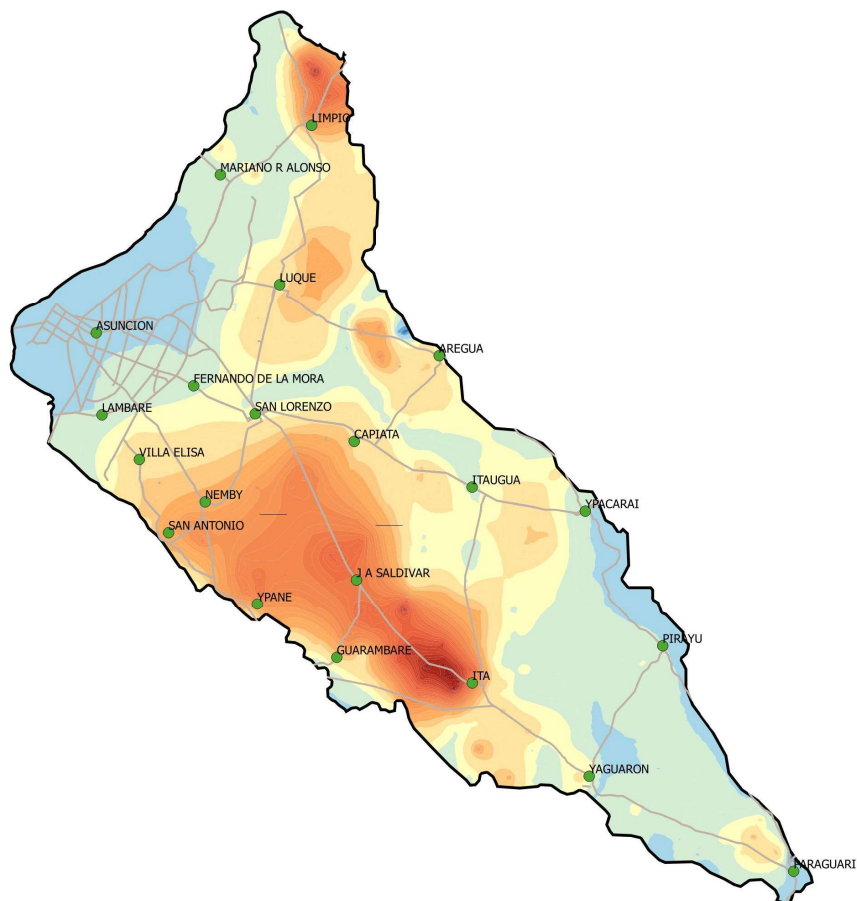 LIMPIO
MARIANO R ALONSO
LUQUE
ASUNCION
AREGUA
FERNANDO DE LA MORA
LAMBARE
SAN LORENZO
CAPIATA
VILLA ELISA
ITAUGUA
NEMBY
YPACARAI
SAN ANTONIO
J A SALDIVAR
YPANE
PIRAYU
GUARAMBARE
ITA
YAGUARON
PARAGUARI